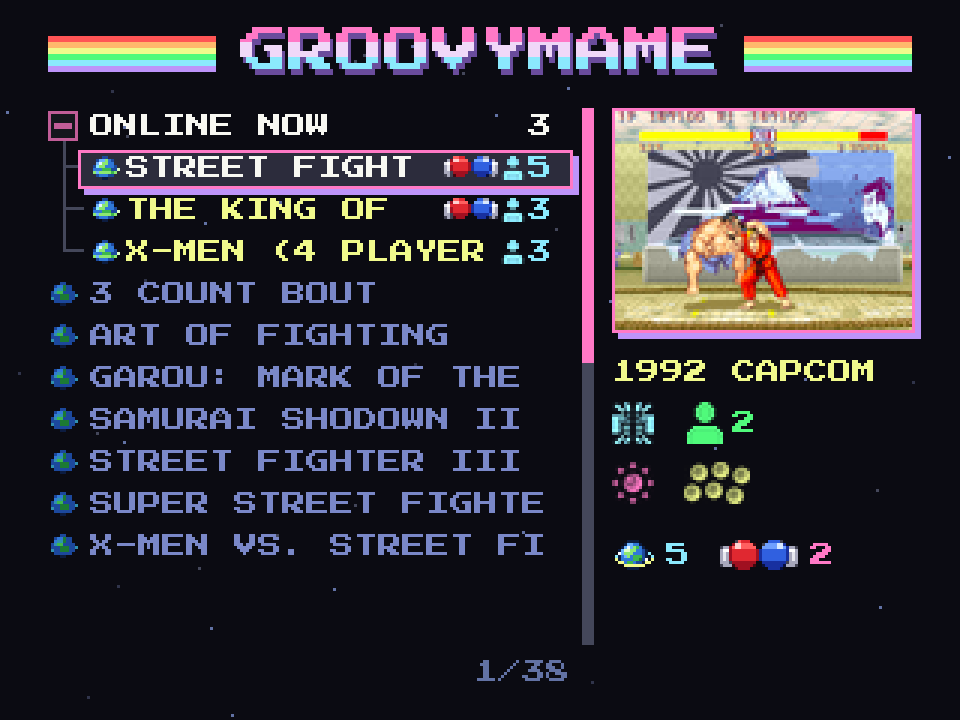 GROOVYMAME
ONLINE NOW 3
STREET FIGHT 5
THE KING OF 3
X-MEN (4 PLAYER 3
3 COUNT BOUT
ART OF FIGHTING
GAROU: MARK OF THE
SAMURAI SHODOWN II
STREET FIGHTER III
SUPER STREET FIGHTE
X-MEN VS. STREET FI
1/38
1992 CAPCOM
2
5 2